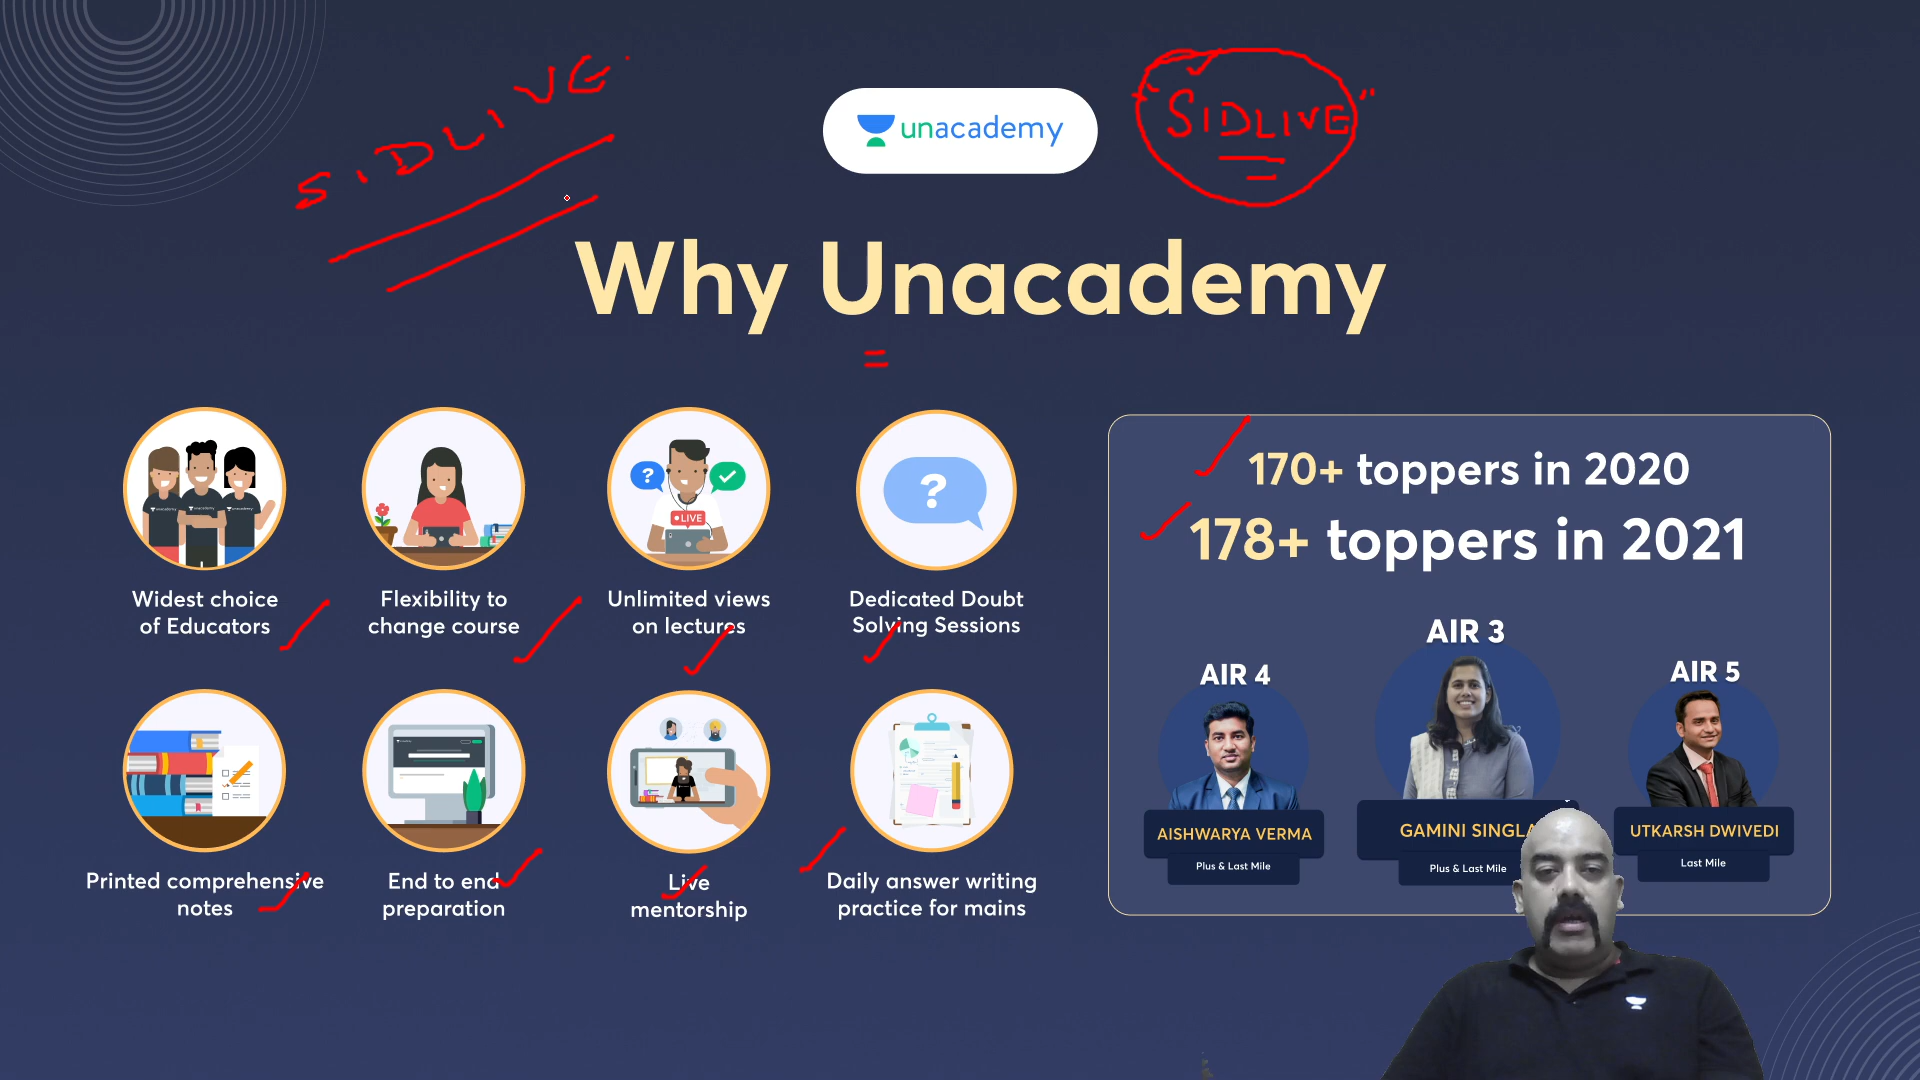 SIDLIVE
unacademy
"SIDLIVE"
Why Unacademy
Widest choice
of Educators
Flexibility to
change course
?
LIVE
Unlimited views
on lectures
?
Dedicated Doubt
Solving Sessions
Printed comprehensive
notes
End to end
preparation
Live
mentorship
Daily answer writing
practice for mains
170+ toppers in 2020
178+ toppers in 2021
AIR 4
AISHWARYA VERMA
Plus & Last Mile
AIR 3
GAMINI SINGLA
Plus & Last Mile
AIR 5
UTKARSH DWIVEDI
Last Mile